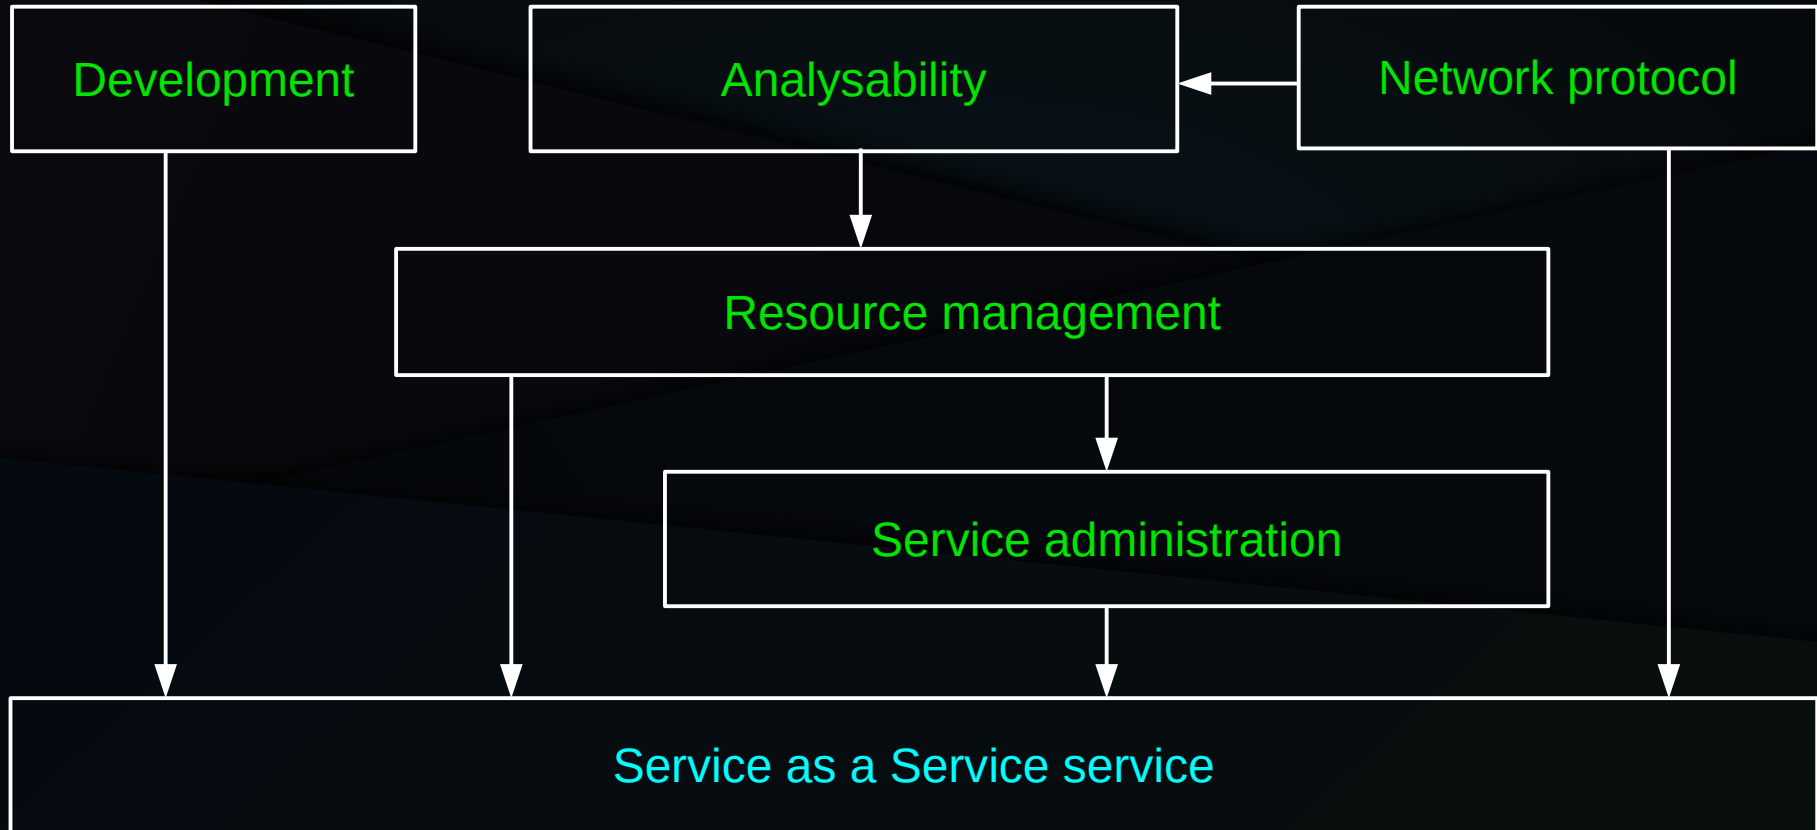 Development
Analysability
Network protocol
Resource management
Service administration
Service as a Service service